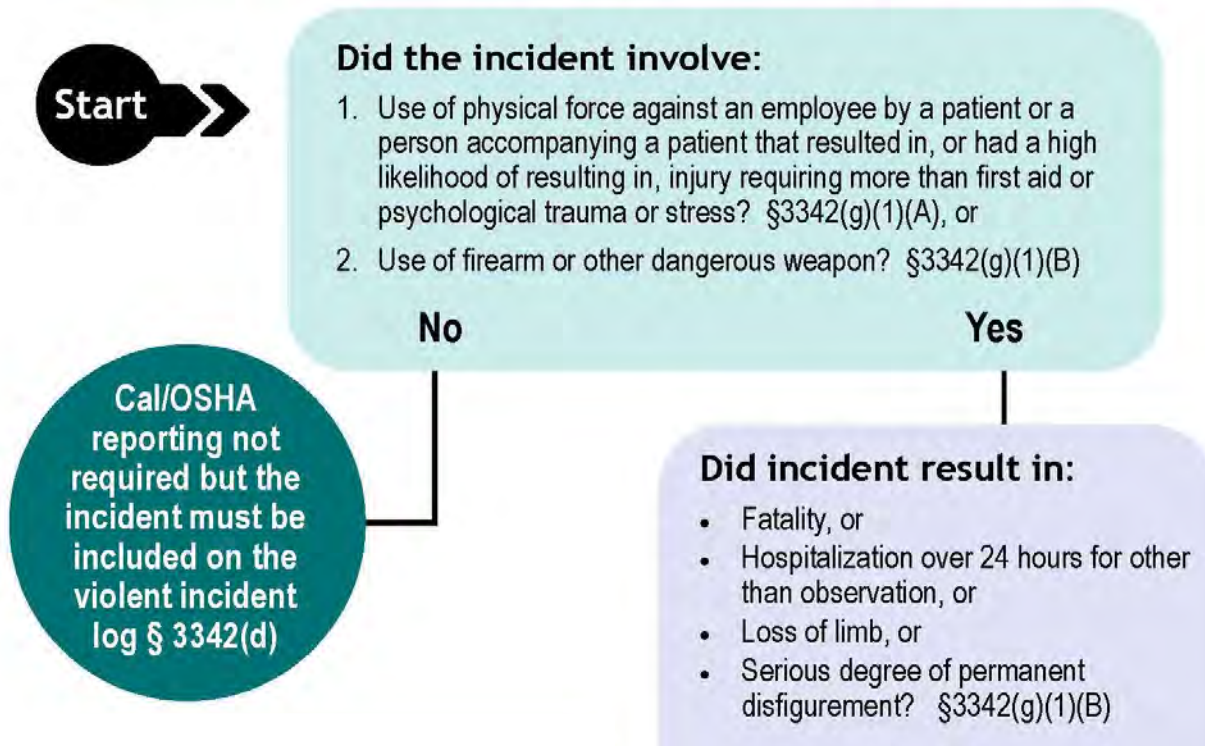 Start
Did the incident involve:
1. Use of physical force against an employee by a patient or a
person accompanying a patient that resulted in, or had a high
likelihood of resulting in, injury requiring more than first aid or
psychological trauma or stress? §3342(g)(1)(A), or
2. Use of firearm or other dangerous weapon? §3342(g)(1)(B)
No
Yes
Cal/OSHA
reporting not
required but the
incident must be
included on the
violent incident
log § 3342(d)
Did incident result in:
• Fatality, or
• Hospitalization over 24 hours for other
than observation, or
• Loss of limb, or
• Serious degree of permanent
disfigurement? §3342(g)(1)(B)